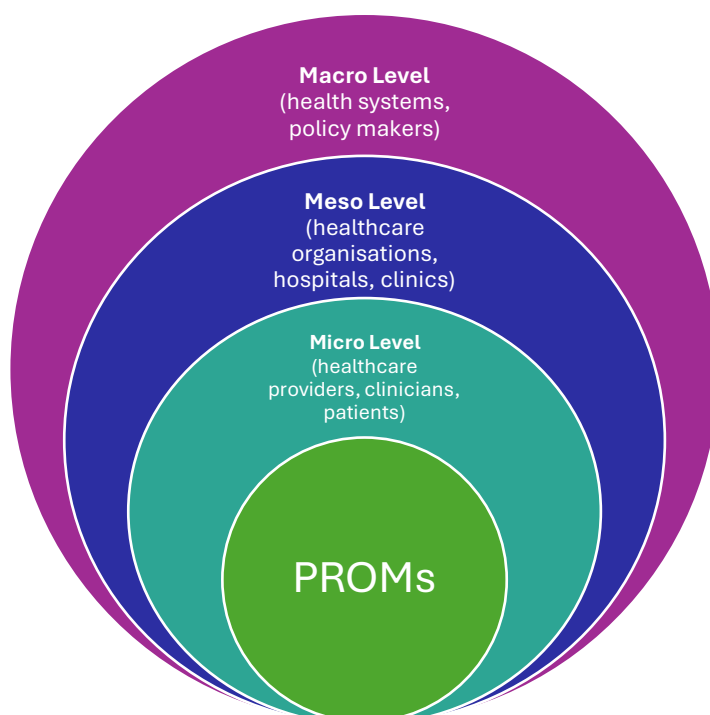 Macro Level
(health systems,
policy makers)
Meso Level
(healthcare
organisations,
hospitals, clinics)
Micro Level
(healthcare
providers, clinicians,
patients)
PROMs